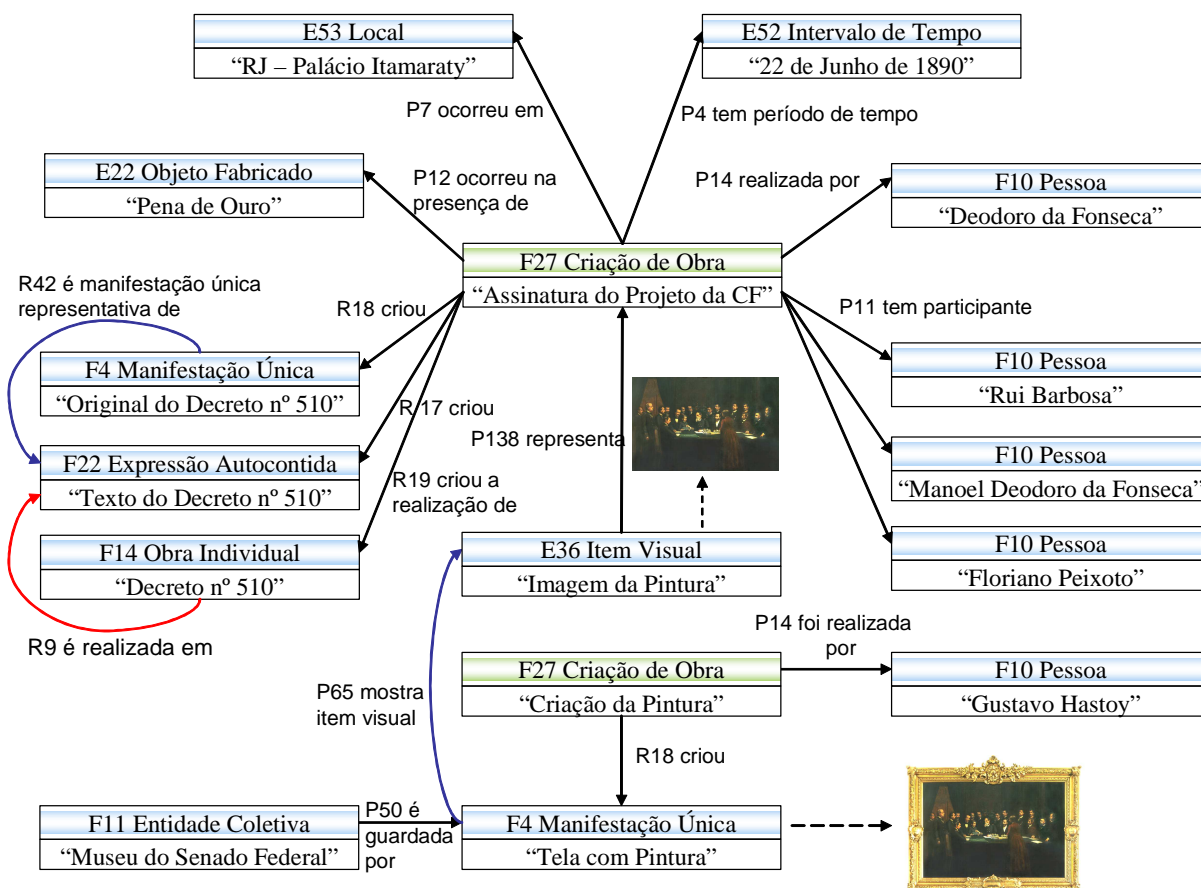 E53 Local
“RJ – Palácio Itamaraty”
E52 Intervalo de Tempo
“22 de Junho de 1890”
P7 ocorreu em
P4 tem período de tempo
E22 Objeto Fabricado
“Pena de Ouro”
P12 ocorreu na
presença de
P14 realizada por
F10 Pessoa
“Deodoro da Fonseca”
F27 Criação de Obra
“Assinatura do Projeto da CF”
R42 é manifestação única
representativa de
R18 criou
P11 tem participante
F4 Manifestação Única
“Original do Decreto nº 510”
F10 Pessoa
“Rui Barbosa”
R 17 criou
P138 representa
F22 Expressão Autocontida
“Texto do Decreto nº 510”
F10 Pessoa
“Manoel Deodoro da Fonseca”
R19 criou a
realização de
F14 Obra Individual
“Decreto nº 510”
E36 Item Visual
“Imagem da Pintura”
F10 Pessoa
“Floriano Peixoto”
R9 é realizada em
P14 foi realizada
por
P65 mostra
item visual
F27 Criação de Obra
“Criação da Pintura”
F10 Pessoa
“Gustavo Hastoy”
R18 criou
F11 Entidade Coletiva
“Museu do Senado Federal”
P50 é
guardada
por
F4 Manifestação Única
“Tela com Pintura”